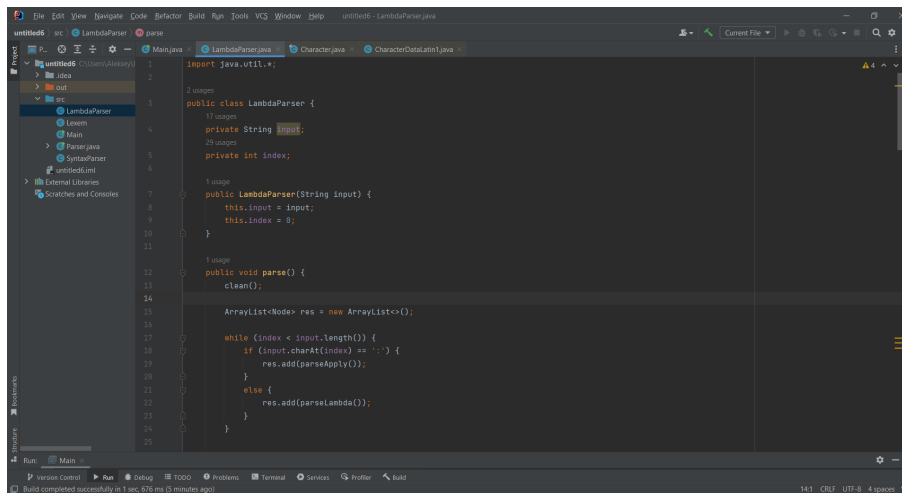 File Edit View Navigate Code Refactor Build Run Tools VCS Window Help untitled6 - LambdaParser.java
untitled6 src LambdaParser parse
Current File
Project
P...
Main.java LambdaParser.java Character.java CharacterDataLatin1.java
untitled6 C:\Users\Aleksey\I
.idea
out
src
LambdaParser
Lexem
Main
Parser.java
SyntaxParser
untitled6.iml
External Libraries
Scratches and Consoles
4
1 import java.util.*;
2
2 usages
3 public class LambdaParser {
17 usages
4 private String input;
29 usages
5 private int index;
6
1 usage
7 public LambdaParser(String input) {
8 this.input = input;
9 this.index = 0;
10 }
11
1 usage
12 public void parse() {
13 clean();
14
15 ArrayList<Node> res = new ArrayList<>();
16
17 while (index < input.length()) {
18 if (input.charAt(index) == ':') {
19 res.add(parseApply());
20 }
21 else {
22 res.add(parseLambda());
23 }
24 }
25
Bookmarks
Structure
Run: Main
Version Control Run Debug TODO Problems Terminal Services Profiler Build
Build completed successfully in 1 sec, 676 ms (5 minutes ago)
14:1 CRLF UTF-8 4 spaces